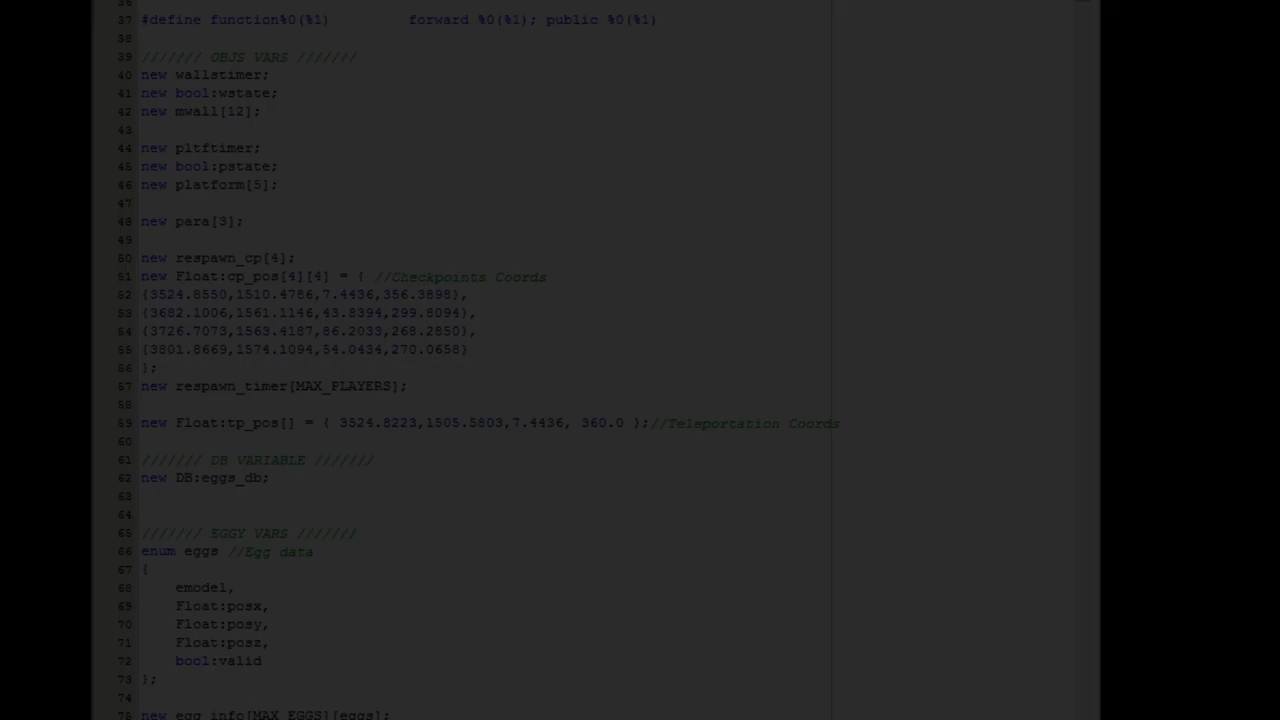 36
37 #define function%0(%1) forward %0(%1); public %0(%1)
38
39 /////// OBJS VARS ///////
40 new wallstimer;
41 new bool:wstate;
42 new mwall[12];
43
44 new pltftimer;
45 new bool:pstate;
46 new platform[5];
47
48 new para[3];
49
50 new respawn_cp[4];
51 new Float:cp_pos[4][4] = { //Checkpoints Coords
52 {3524.8550,1510.4786,7.4436,356.3898},
53 {3682.1006,1561.1146,43.8394,299.8094},
54 {3726.7073,1563.4187,86.2033,268.2850},
55 {3801.8669,1574.1094,54.0434,270.0658}
56 };
57 new respawn_timer[MAX_PLAYERS];
58
59 new Float:tp_pos[] = { 3524.8223,1505.5803,7.4436, 360.0 };//Teleportation Coords
60
61 /////// DB VARIABLE ///////
62 new DB:eggs_db;
63
64
65 /////// EGGY VARS ///////
66 enum eggs //Egg data
67 {
68 emodel,
69 Float:posx,
70 Float:posy,
71 Float:posz,
72 bool:valid
73 };
74
75 new egg_info[MAX_EGGS][eggs];